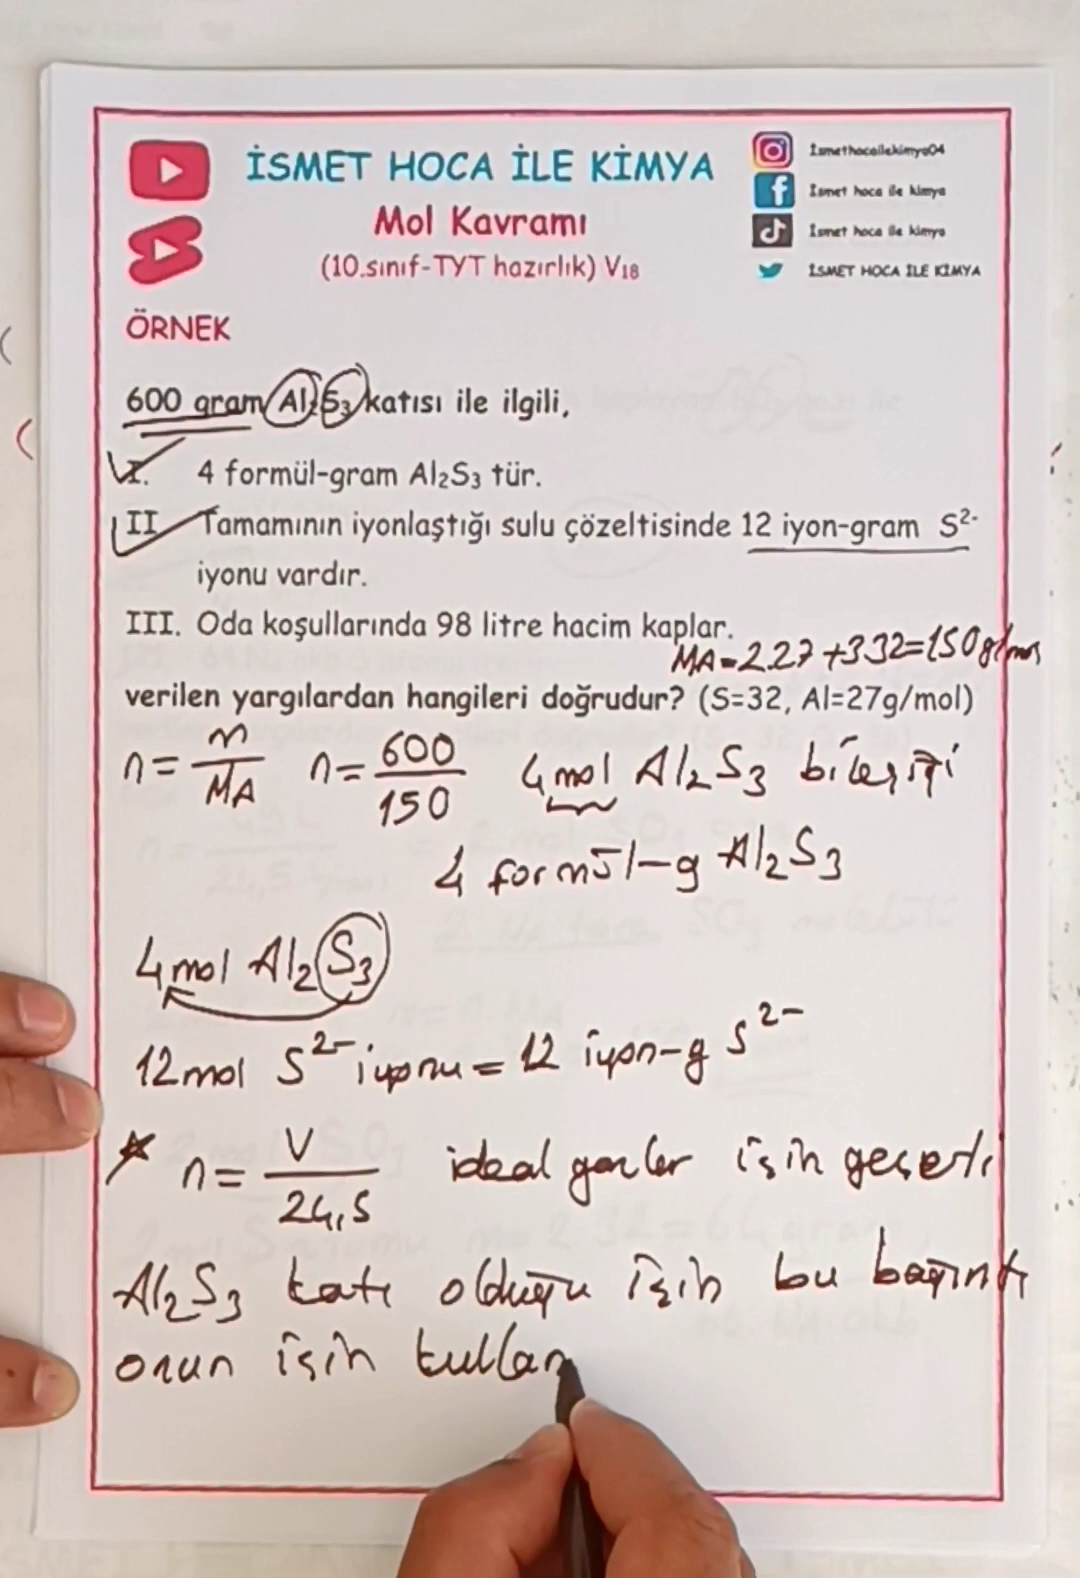 İSMET HOCA İLE KİMYA
Mol Kavramı
(10.sınıf-TYT hazırlık) V18
İsmethocailekimya04
İsmet hoca ile kimya
İsmet hoca ile kimya
İSMET HOCA İLE KİMYA
ÖRNEK
600 gram Al2S3 katısı ile ilgili,
I. 4 formül-gram Al2S3 tür.
II Tamamının iyonlaştığı sulu çözeltisinde 12 iyon-gram S2-
iyonu vardır.
III. Oda koşullarında 98 litre hacim kaplar.
MA=2.27+3.32=150g/mol
verilen yargılardan hangileri doğrudur? (S=32, Al=27g/mol)
n=m/MA n=600/150 4 mol Al2S3 bileşiği
4 formül-g Al2S3
4 mol Al2S3
12 mol S2- iyonu = 12 iyon-g S2-
n=V/24,5 ideal gazlar için geçerli
Al2S3 katı olduğu için bu bağıntı
onun için kullan